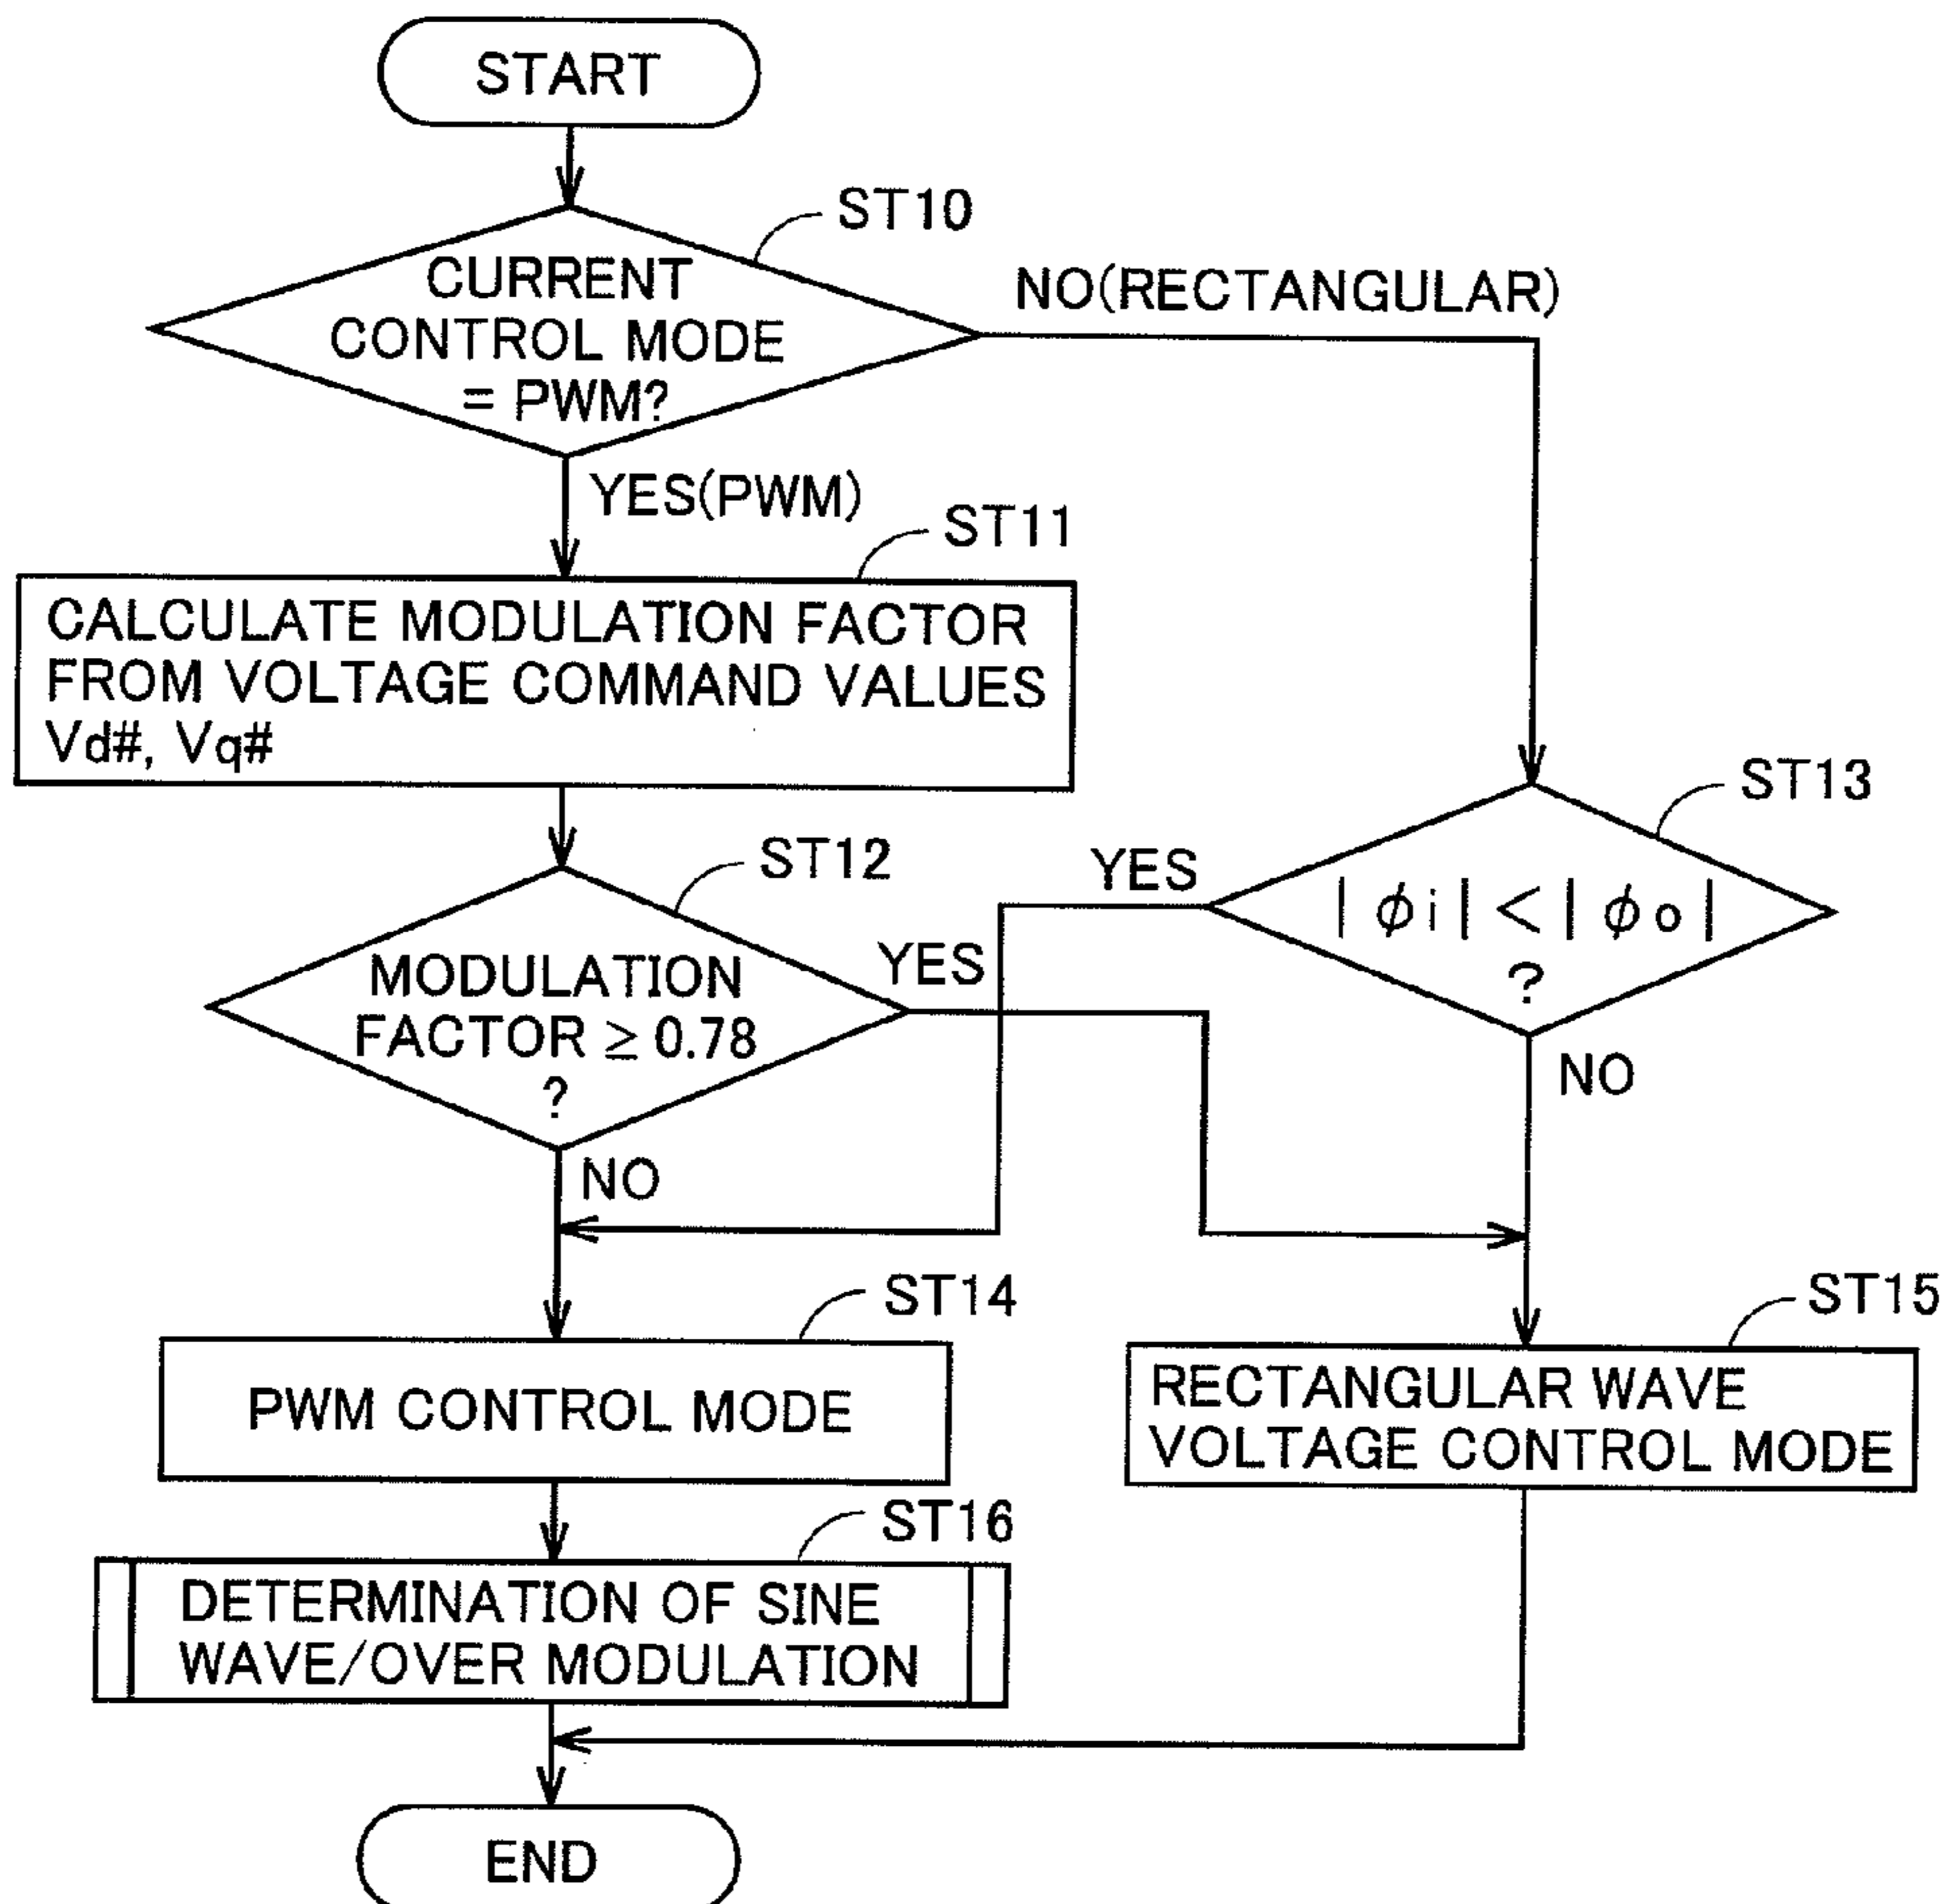 START
ST10
CURRENT
CONTROL MODE
= PWM?
NO(RECTANGULAR)
YES(PWM)
ST11
CALCULATE MODULATION FACTOR
FROM VOLTAGE COMMAND VALUES
Vd#, Vq#
ST12
MODULATION
FACTOR ≥ 0.78
?
YES
NO
ST13
|ϕi| < |ϕo|
?
YES
NO
ST14
PWM CONTROL MODE
ST15
RECTANGULAR WAVE
VOLTAGE CONTROL MODE
ST16
DETERMINATION OF SINE
WAVE/OVER MODULATION
END